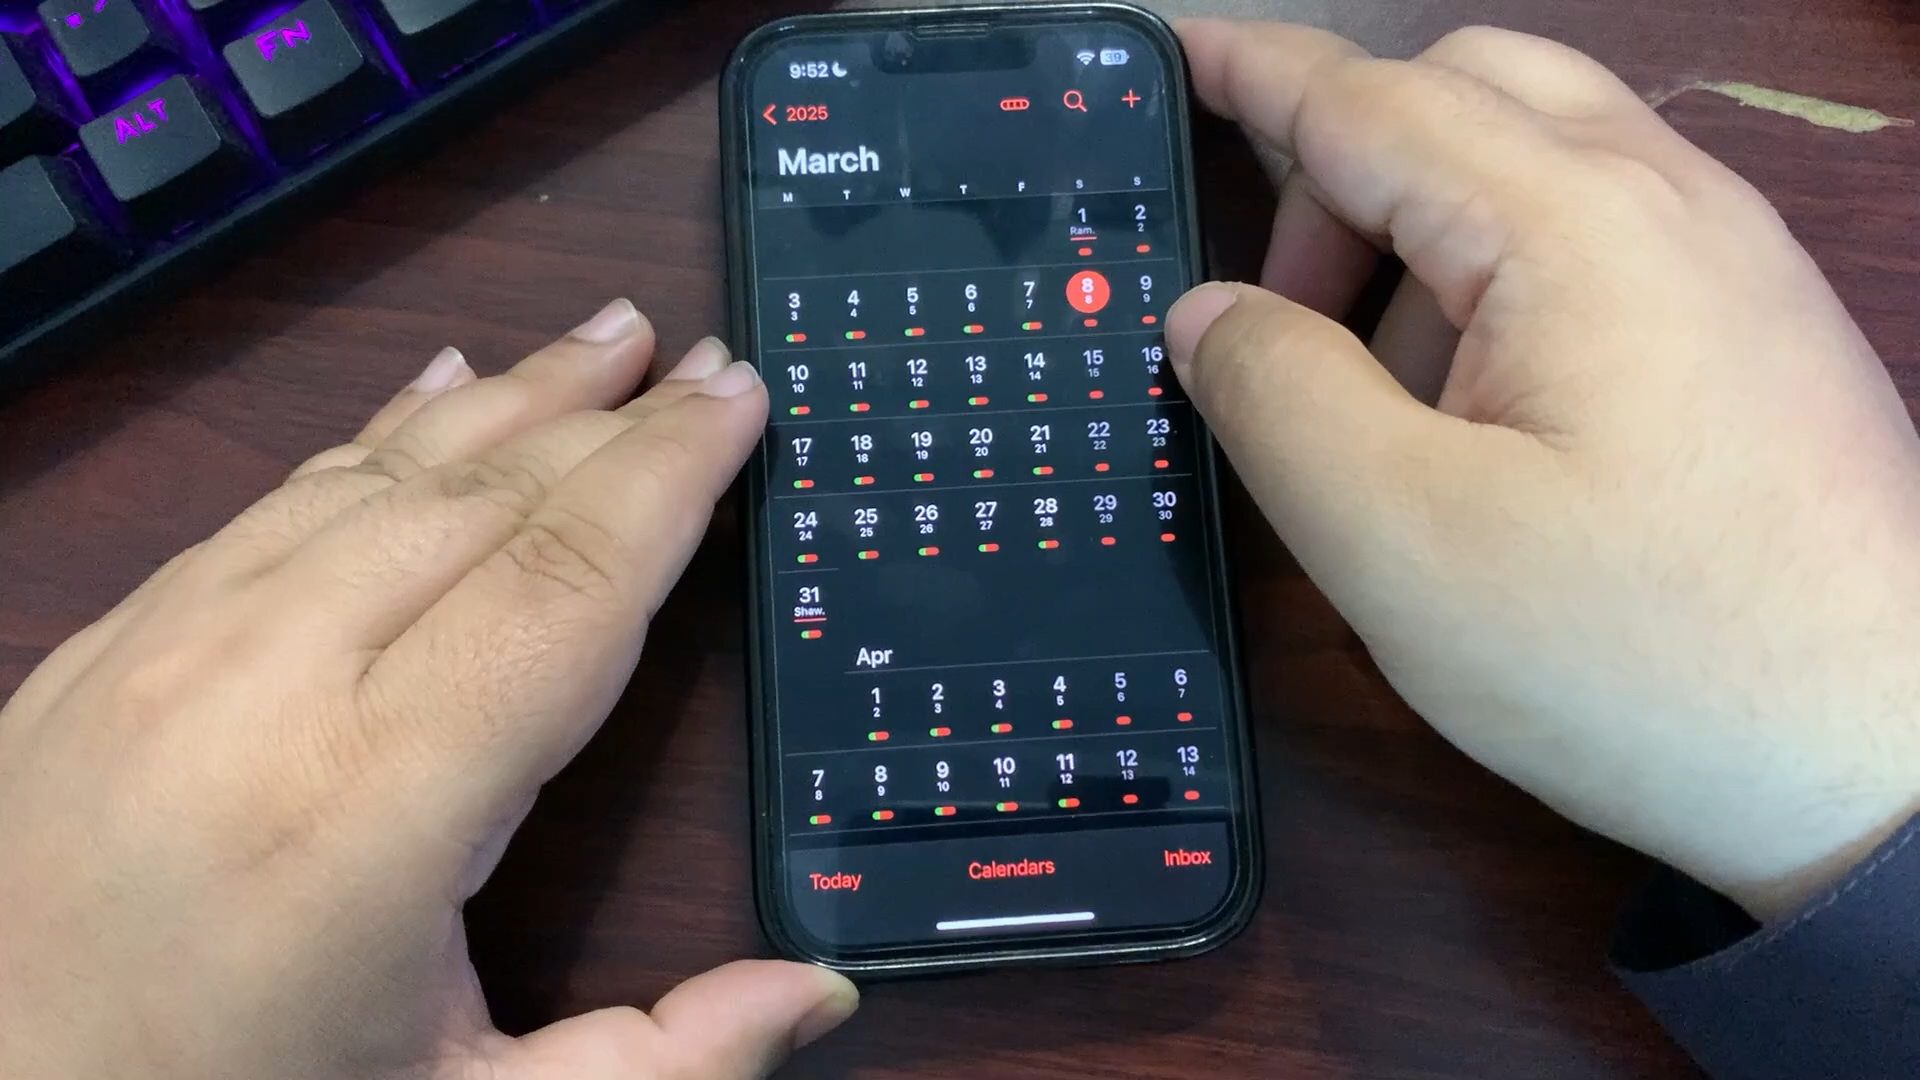 FN
ALT
9:52
39
2025
March
M T W T F S S
1 2
Ram. 2
3 4 5 6 7 8 9
3 4 5 6 7 8 9
10 11 12 13 14 15 16
10 11 12 13 14 15 16
17 18 19 20 21 22 23
17 18 19 20 21 22 23
24 25 26 27 28 29 30
24 25 26 27 28 29 30
31
Shaw.
Apr
1 2 3 4 5 6
2 3 4 5 6 7
7 8 9 10 11 12 13
8 9 10 11 12 13 14
Today Calendars Inbox